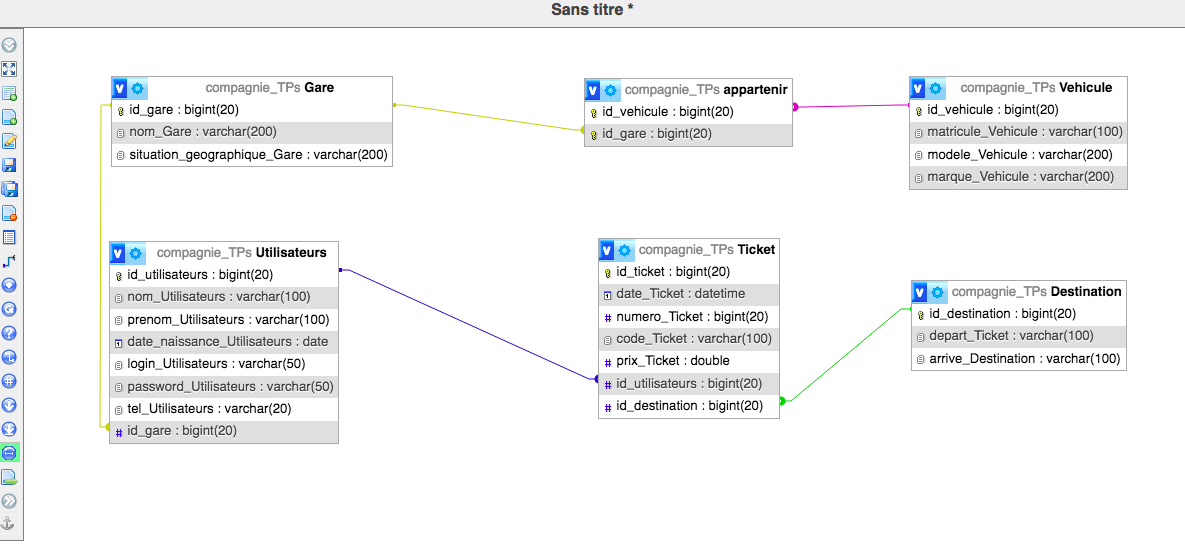 Sans titre *
compagnie_TPs Gare
id_gare : bigint(20)
nom_Gare : varchar(200)
situation_geographique_Gare : varchar(200)
compagnie_TPs appartenir
id_vehicule : bigint(20)
id_gare : bigint(20)
compagnie_TPs Vehicule
id_vehicule : bigint(20)
matricule_Vehicule : varchar(100)
modele_Vehicule : varchar(200)
marque_Vehicule : varchar(200)
compagnie_TPs Utilisateurs
id_utilisateurs : bigint(20)
nom_Utilisateurs : varchar(100)
prenom_Utilisateurs : varchar(100)
date_naissance_Utilisateurs : date
login_Utilisateurs : varchar(50)
password_Utilisateurs : varchar(50)
tel_Utilisateurs : varchar(20)
id_gare : bigint(20)
compagnie_TPs Ticket
id_ticket : bigint(20)
date_Ticket : datetime
numero_Ticket : bigint(20)
code_Ticket : varchar(100)
prix_Ticket : double
id_utilisateurs : bigint(20)
id_destination : bigint(20)
compagnie_TPs Destination
id_destination : bigint(20)
depart_Ticket : varchar(100)
arrive_Destination : varchar(100)